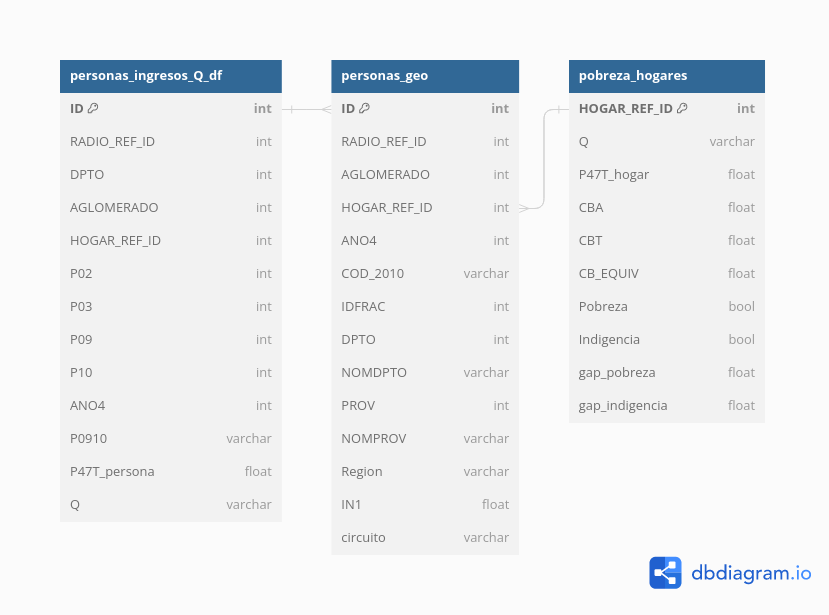 personas_ingresos_Q_df
ID int
RADIO_REF_ID int
DPTO int
AGLOMERADO int
HOGAR_REF_ID int
P02 int
P03 int
P09 int
P10 int
ANO4 int
P0910 varchar
P47T_persona float
Q varchar
personas_geo
ID int
RADIO_REF_ID int
AGLOMERADO int
HOGAR_REF_ID int
ANO4 int
COD_2010 varchar
IDFRAC int
DPTO int
NOMDPTO varchar
PROV int
NOMPROV varchar
Region varchar
IN1 float
circuito varchar
pobreza_hogares
HOGAR_REF_ID int
Q varchar
P47T_hogar float
CBA float
CBT float
CB_EQUIV float
Pobreza bool
Indigencia bool
gap_pobreza float
gap_indigencia float
dbdiagram.io